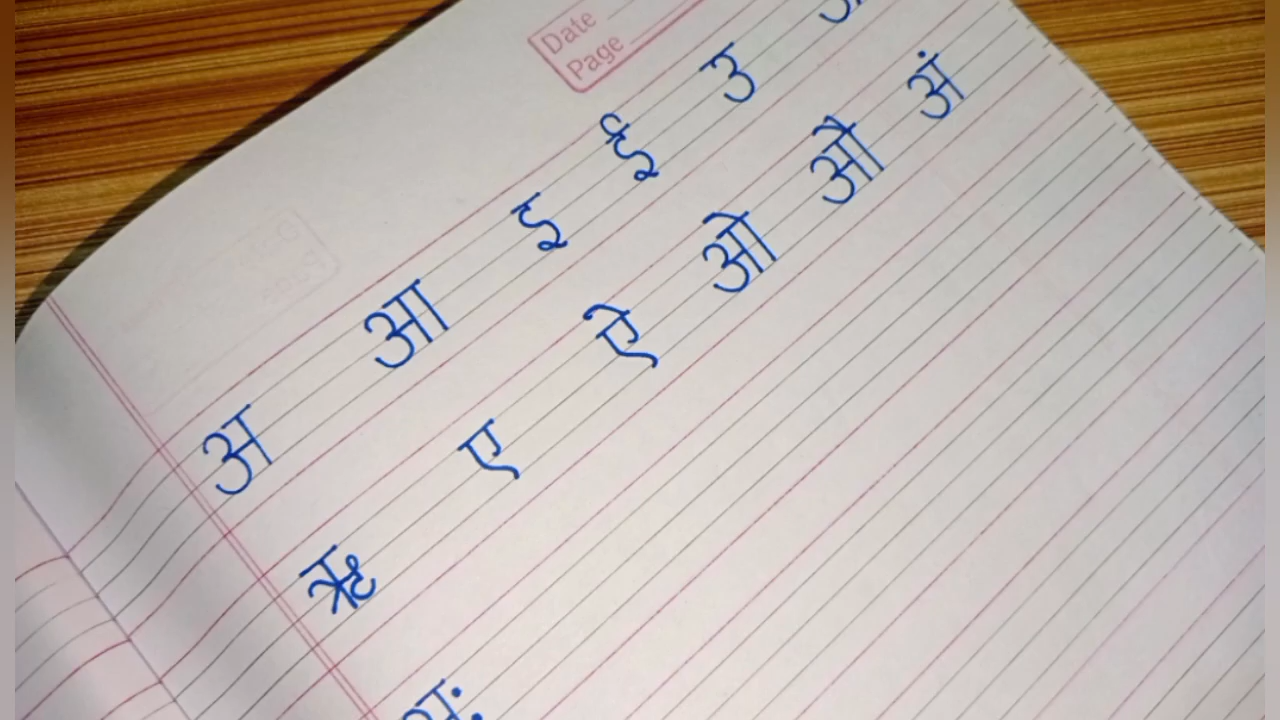 Date
Page
अ आ इ ई उ
ऋ ए ऐ ओ औ अं